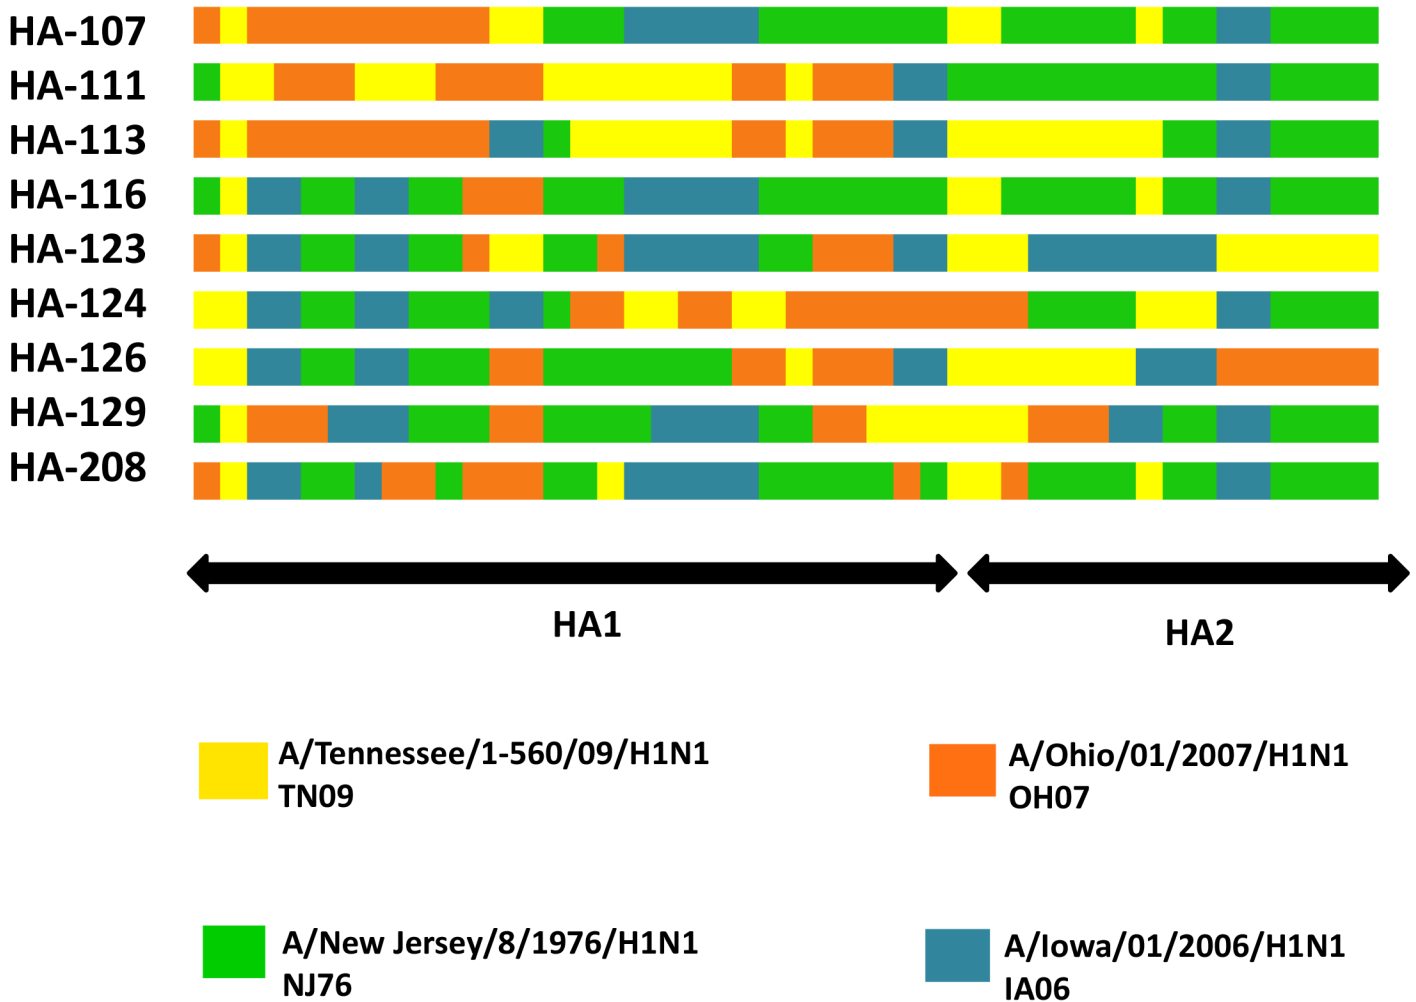 HA-107
HA-111
HA-113
HA-116
HA-123
HA-124
HA-126
HA-129
HA-208
HA1
HA2
A/Tennessee/1-560/09/H1N1
TN09
A/Ohio/01/2007/H1N1
OH07
A/New Jersey/8/1976/H1N1
NJ76
A/Iowa/01/2006/H1N1
IA06